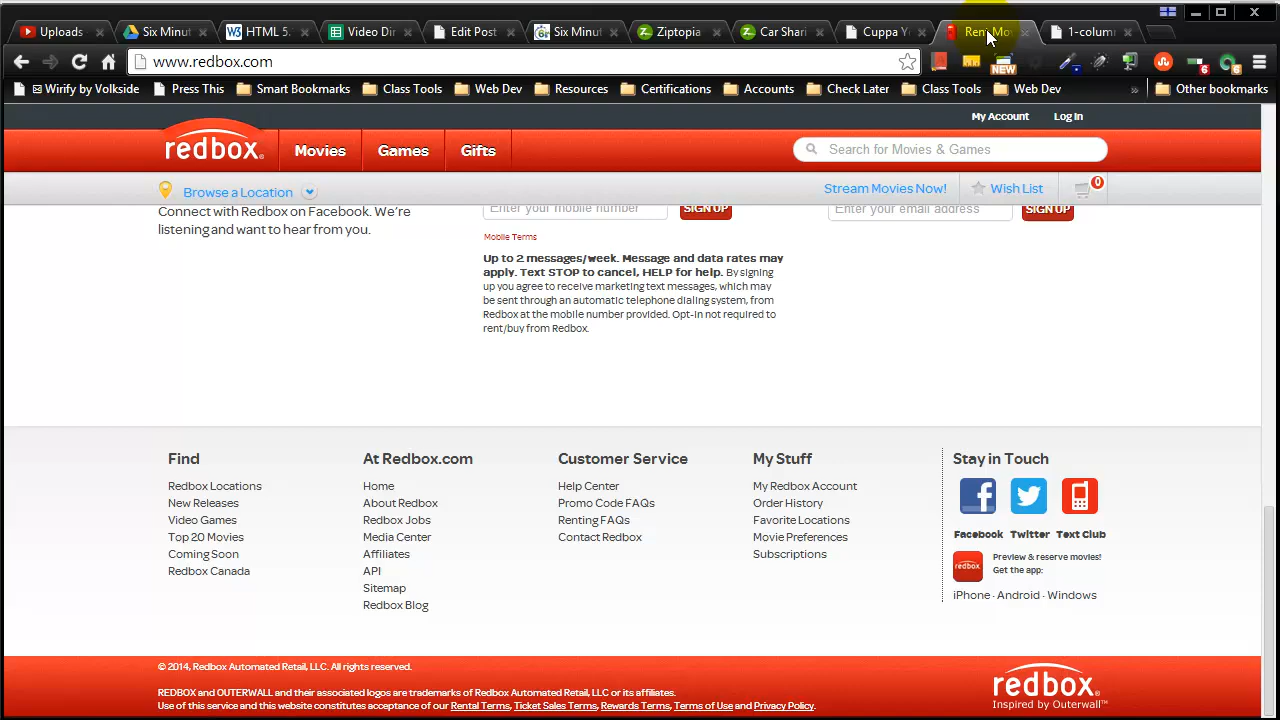 Uploads
Six Minut
HTML 5.
Video Dir
Edit Post
Six Minut
Ziptopia
Car Shari
Cuppa Y
Rent Mo
1-colum
www.redbox.com
NEW
6
6
Wirify by Volkside
Press This
Smart Bookmarks
Class Tools
Web Dev
Resources
Certifications
Accounts
Check Later
Class Tools
Web Dev
»
Other bookmarks
My Account
Log In
redbox.
Movies
Games
Gifts
Search for Movies & Games
Browse a Location
Stream Movies Now!
Wish List
0
Connect with Redbox on Facebook. We're
listening and want to hear from you.
Enter your mobile number
SIGN UP
Enter your email address
SIGN UP
Mobile Terms
Up to 2 messages/week. Message and data rates may
apply. Text STOP to cancel, HELP for help. By signing
up you agree to receive marketing text messages, which may
be sent through an automatic telephone dialing system, from
Redbox at the mobile number provided. Opt-in not required to
rent/buy from Redbox.
Find
Redbox Locations
New Releases
Video Games
Top 20 Movies
Coming Soon
Redbox Canada
At Redbox.com
Home
About Redbox
Redbox Jobs
Media Center
Affiliates
API
Sitemap
Redbox Blog
Customer Service
Help Center
Promo Code FAQs
Renting FAQs
Contact Redbox
My Stuff
My Redbox Account
Order History
Favorite Locations
Movie Preferences
Subscriptions
Stay in Touch
Facebook Twitter Text Club
redbox.
Preview & reserve movies!
Get the app:
iPhone · Android · Windows
© 2014, Redbox Automated Retail, LLC. All rights reserved.
REDBOX and OUTERWALL and their associated logos are trademarks of Redbox Automated Retail, LLC or its affiliates.
Use of this service and this website constitutes acceptance of our Rental Terms, Ticket Sales Terms, Rewards Terms, Terms of Use and Privacy Policy.
redbox.
Inspired by Outerwall™